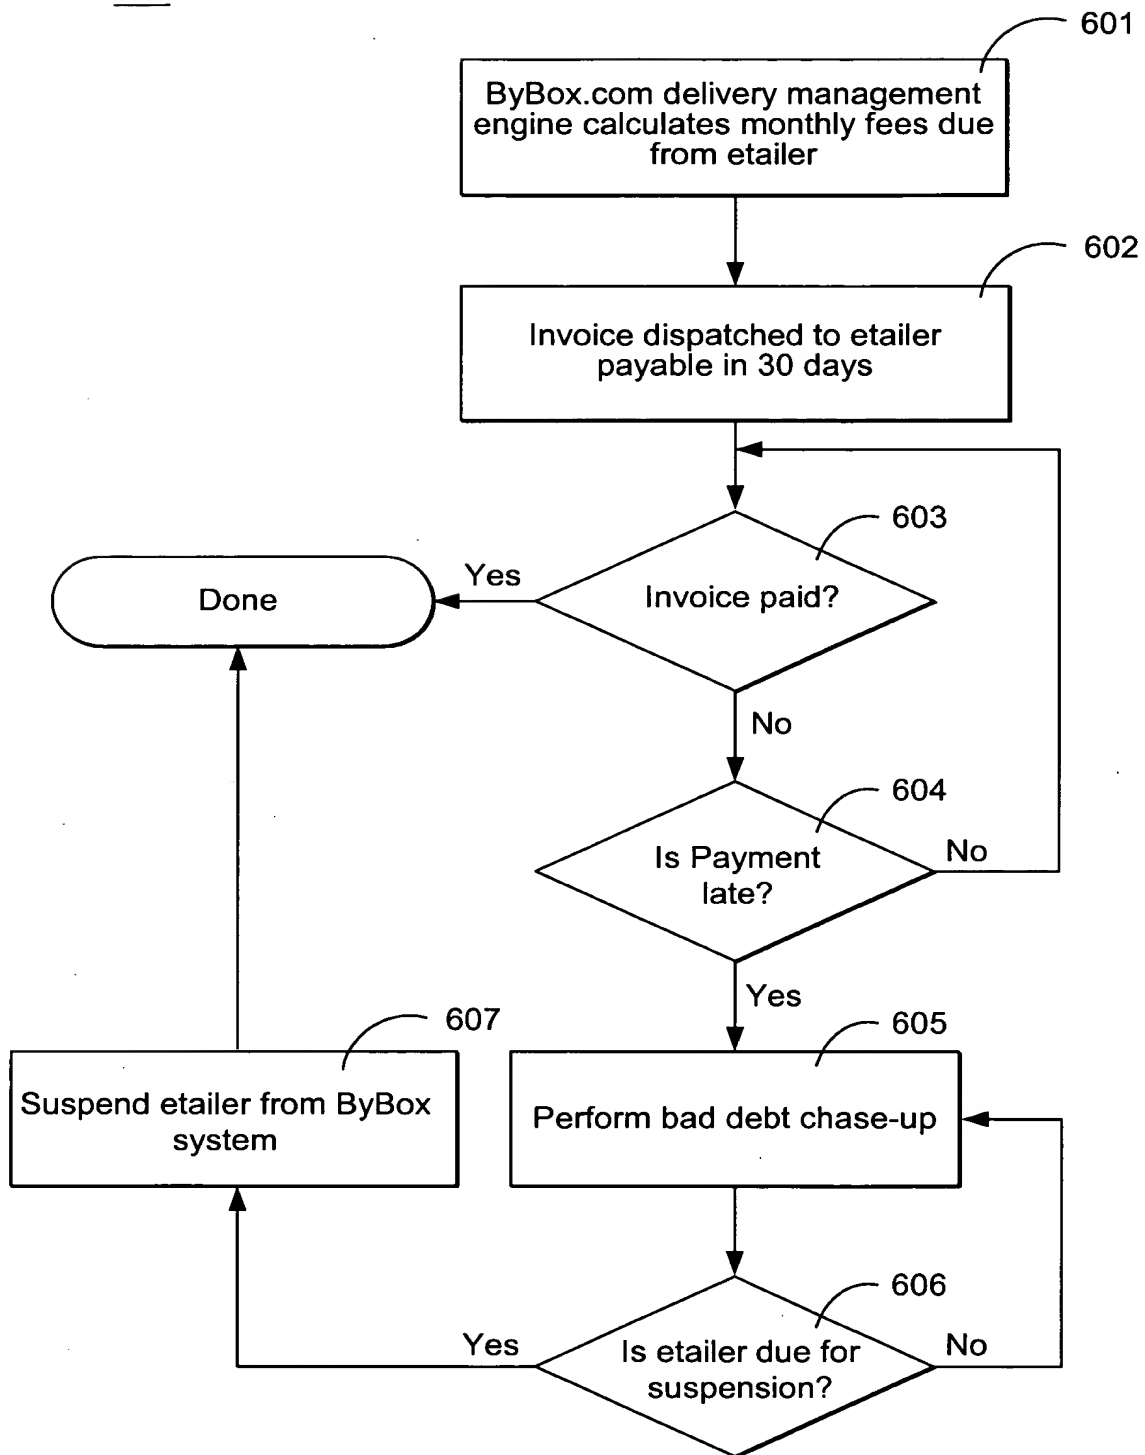 601
ByBox.com delivery management
engine calculates monthly fees due
from etailer
602
Invoice dispatched to etailer
payable in 30 days
603
Invoice paid?
Yes
Done
No
604
Is Payment
late?
No
Yes
605
Perform bad debt chase-up
607
Suspend etailer from ByBox
system
606
Is etailer due for
suspension?
Yes
No